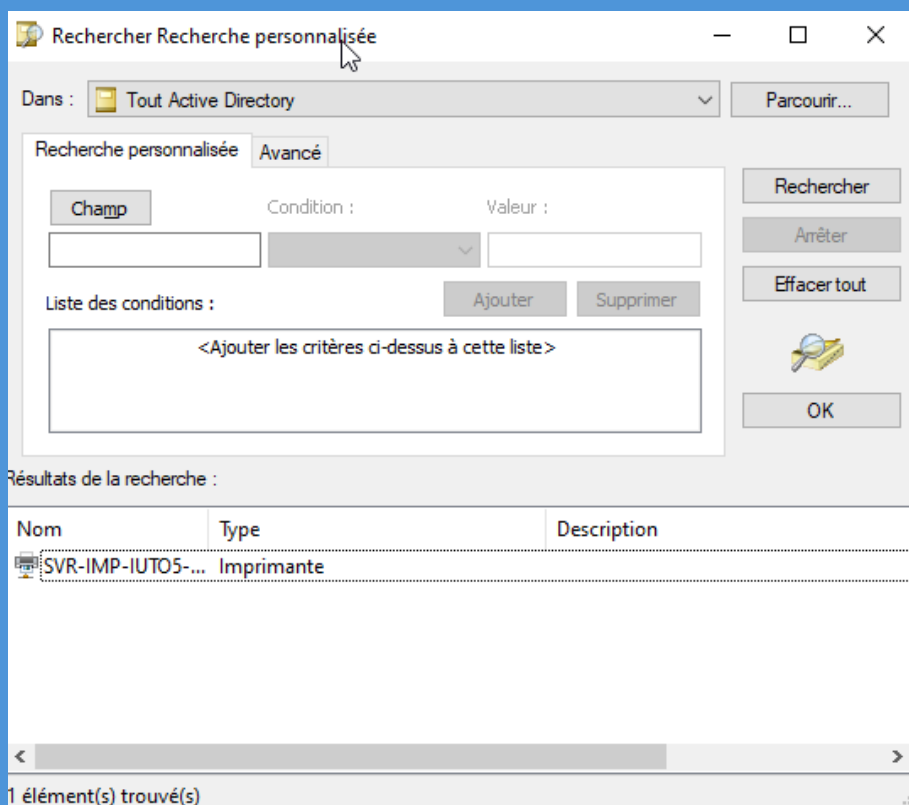 Rechercher Recherche personnalisée
Dans : Tout Active Directory Parcourir...
Recherche personnalisée Avancé
Rechercher
Champ Condition : Valeur :
Arrêter
Effacer tout
Liste des conditions : Ajouter Supprimer
<Ajouter les critères ci-dessus à cette liste>
OK
Résultats de la recherche :
Nom Type Description
SVR-IMP-IUTO5-... Imprimante
1 élément(s) trouvé(s)